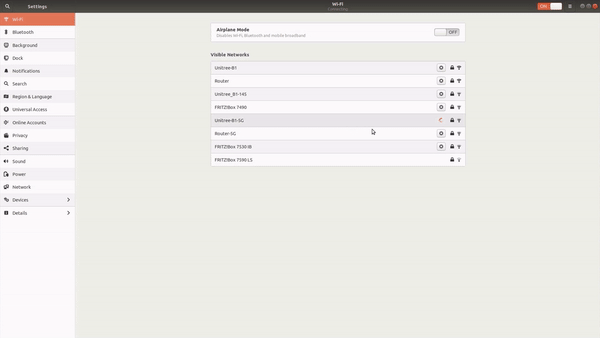 Settings
Wi-Fi
Connecting
ON
Wi-Fi
Bluetooth
Background
Dock
Notifications
Search
Region & Language
Universal Access
Online Accounts
Privacy
Sharing
Sound
Power
Network
Devices
Details
Airplane Mode
Disables Wi-Fi, Bluetooth and mobile broadband
OFF
Visible Networks
Unitree-B1
Router
Unitree_B1-145
FRITZ!Box 7490
Unitree-B1-5G
Router-5G
FRITZ!Box 7530 IB
FRITZ!Box 7590 LS